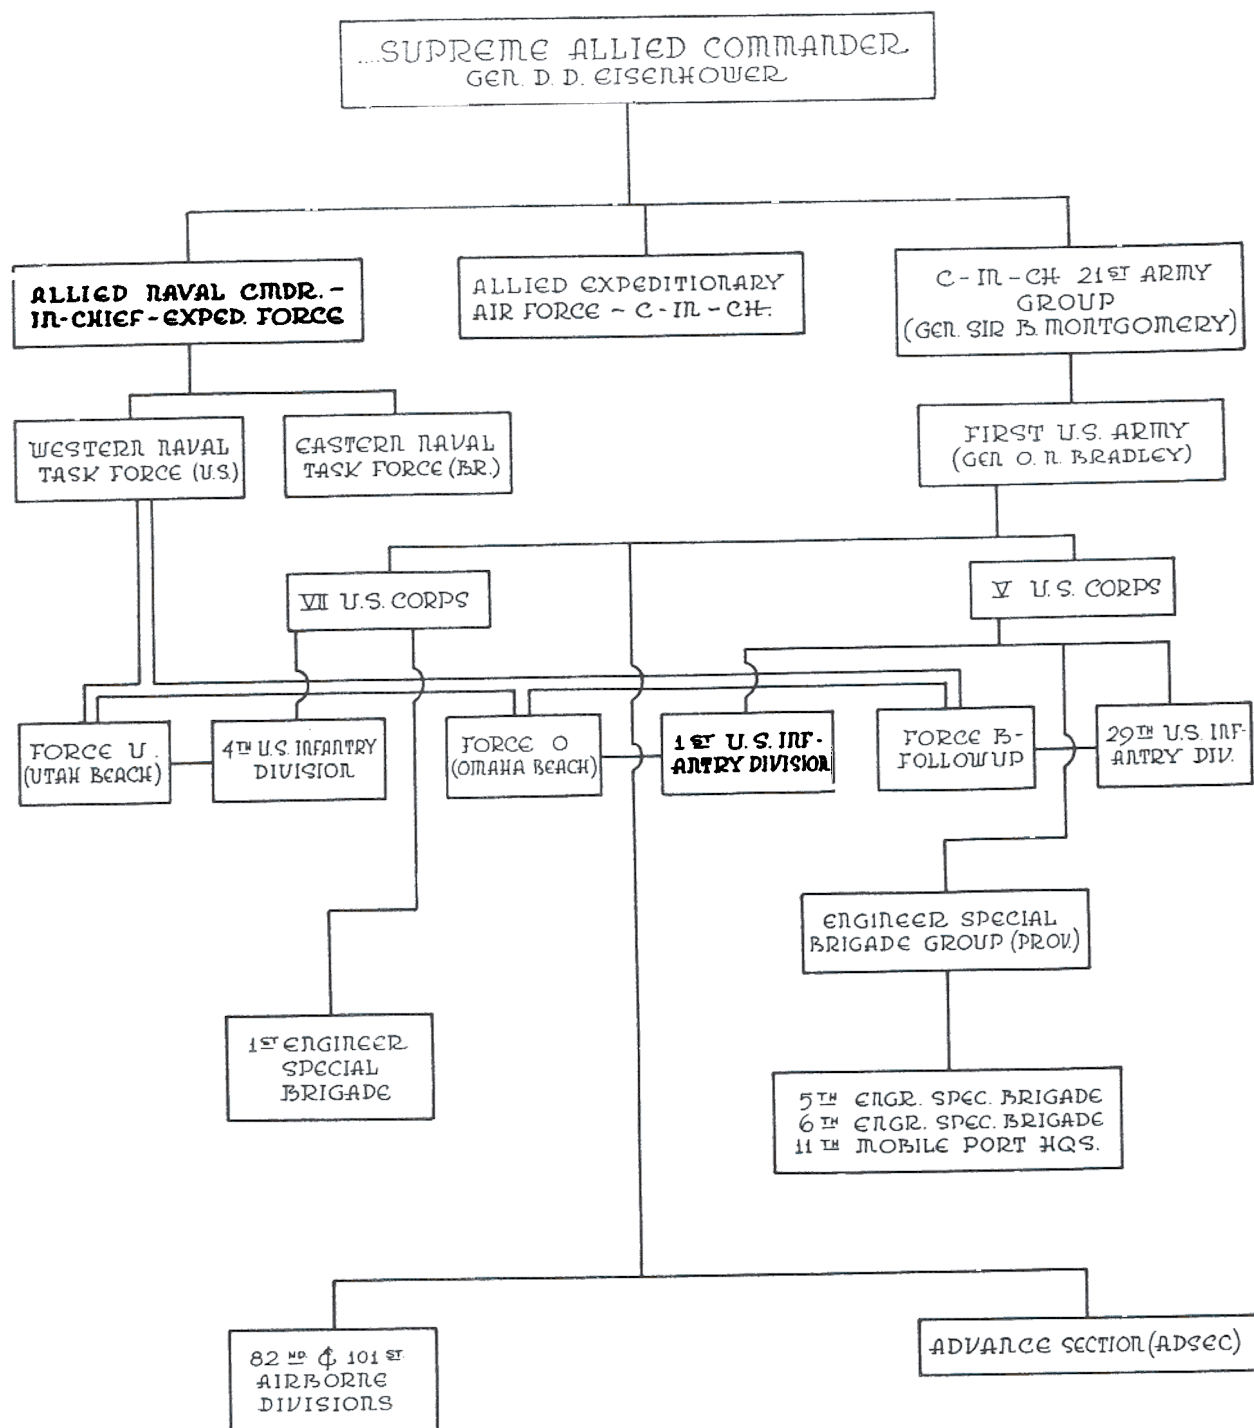 ....SUPREME ALLIED COMMANDER
GEN. D. D. EISENHOWER
ALLIED NAVAL CMDR. -
IN-CHIEF-EXPED. FORCE
ALLIED EXPEDITIONARY
AIR FORCE - C-IN-CH.
C-IN-CH 21ST ARMY
GROUP
(GEN. SIR B. MONTGOMERY)
WESTERN NAVAL
TASK FORCE (U.S.)
EASTERN NAVAL
TASK FORCE (BR.)
FIRST U.S. ARMY
(GEN O. N. BRADLEY)
VII U.S. CORPS
V U.S. CORPS
FORCE U.
(UTAH BEACH)
4TH U.S. INFANTRY
DIVISION
FORCE O
(OMAHA BEACH)
1ST U.S. INF-
ANTRY DIVISION
FORCE B-
FOLLOW UP
29TH U.S. INF-
ANTRY DIV.
ENGINEER SPECIAL
BRIGADE GROUP (PROV.)
1ST ENGINEER
SPECIAL
BRIGADE
5TH ENGR. SPEC. BRIGADE
6TH ENGR. SPEC. BRIGADE
11TH MOBILE PORT HQS.
82ND. & 101ST.
AIRBORNE
DIVISIONS
ADVANCE SECTION (ADSEC)